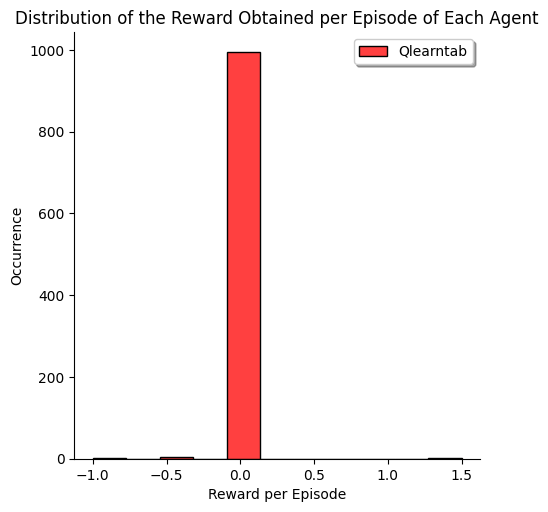 Distribution of the Reward Obtained per Episode of Each Agent
Qlearntab
1000
800
600
400
200
0
Occurrence
−1.0 −0.5 0.0 0.5 1.0 1.5
Reward per Episode